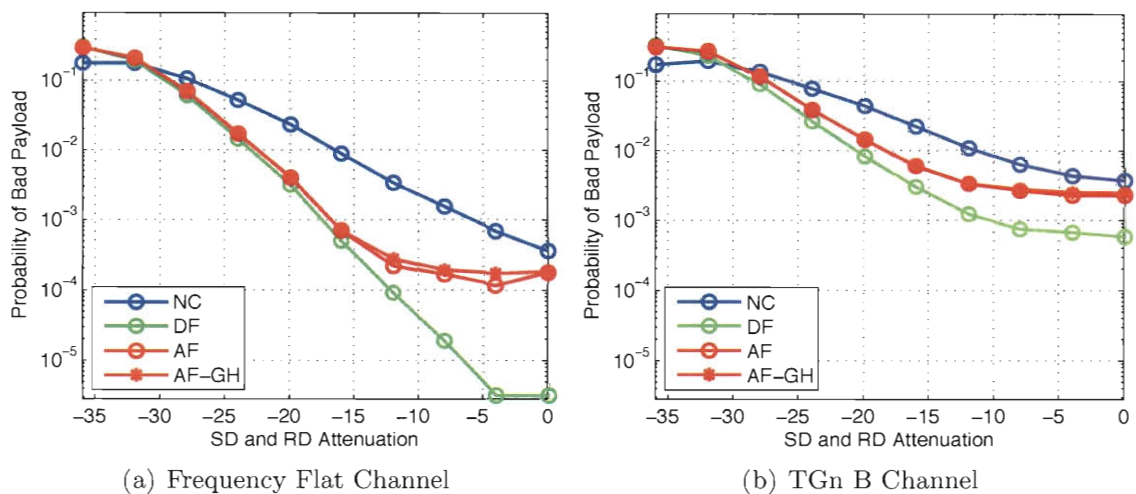 Probability of Bad Payload
10⁻¹
10⁻²
10⁻³
10⁻⁴
10⁻⁵
NC
DF
AF
AF-GH
−35 −30 −25 −20 −15 −10 −5 0
SD and RD Attenuation
(a) Frequency Flat Channel
Probability of Bad Payload
10⁻¹
10⁻²
10⁻³
10⁻⁴
10⁻⁵
NC
DF
AF
AF-GH
−35 −30 −25 −20 −15 −10 −5 0
SD and RD Attenuation
(b) TGn B Channel